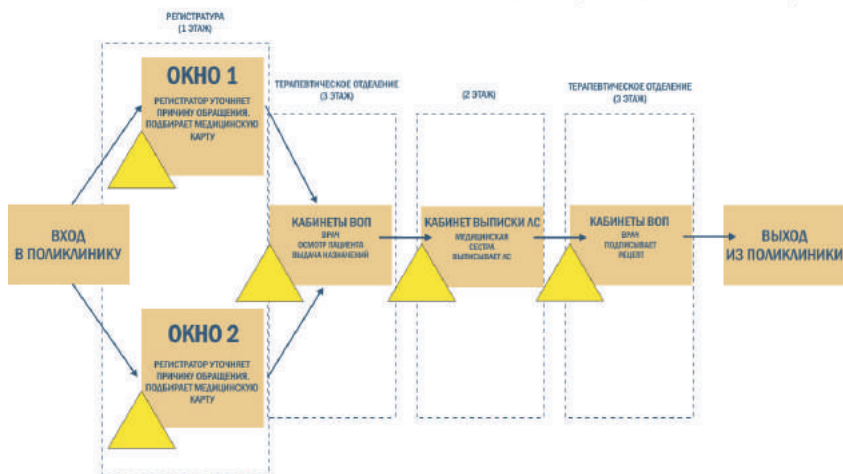 РЕГИСТРАТУРА
(1 ЭТАЖ)
ОКНО 1
РЕГИСТРАТОР УТОЧНЯЕТ
ПРИЧИНУ ОБРАЩЕНИЯ.
ПОДБИРАЕТ МЕДИЦИНСКУЮ
КАРТУ
ТЕРАПЕВТИЧЕСКОЕ ОТДЕЛЕНИЕ
(3 ЭТАЖ)
(2 ЭТАЖ)
ТЕРАПЕВТИЧЕСКОЕ ОТДЕЛЕНИЕ
(3 ЭТАЖ)
ВХОД
В ПОЛИКЛИНИКУ
КАБИНЕТЫ ВОП
ВРАЧ
ОСМОТР ПАЦИЕНТА
ВЫДАЧА НАЗНАЧЕНИЙ
КАБИНЕТ ВЫПИСКИ ЛС
МЕДИЦИНСКАЯ
СЕСТРА
ВЫПИСЫВАЕТ ЛС
КАБИНЕТЫ ВОП
ВРАЧ
ПОДПИСЫВАЕТ
РЕЦЕПТ
ВЫХОД
ИЗ ПОЛИКЛИНИКИ
ОКНО 2
РЕГИСТРАТОР УТОЧНЯЕТ
ПРИЧИНУ ОБРАЩЕНИЯ.
ПОДБИРАЕТ МЕДИЦИНСКУЮ
КАРТУ